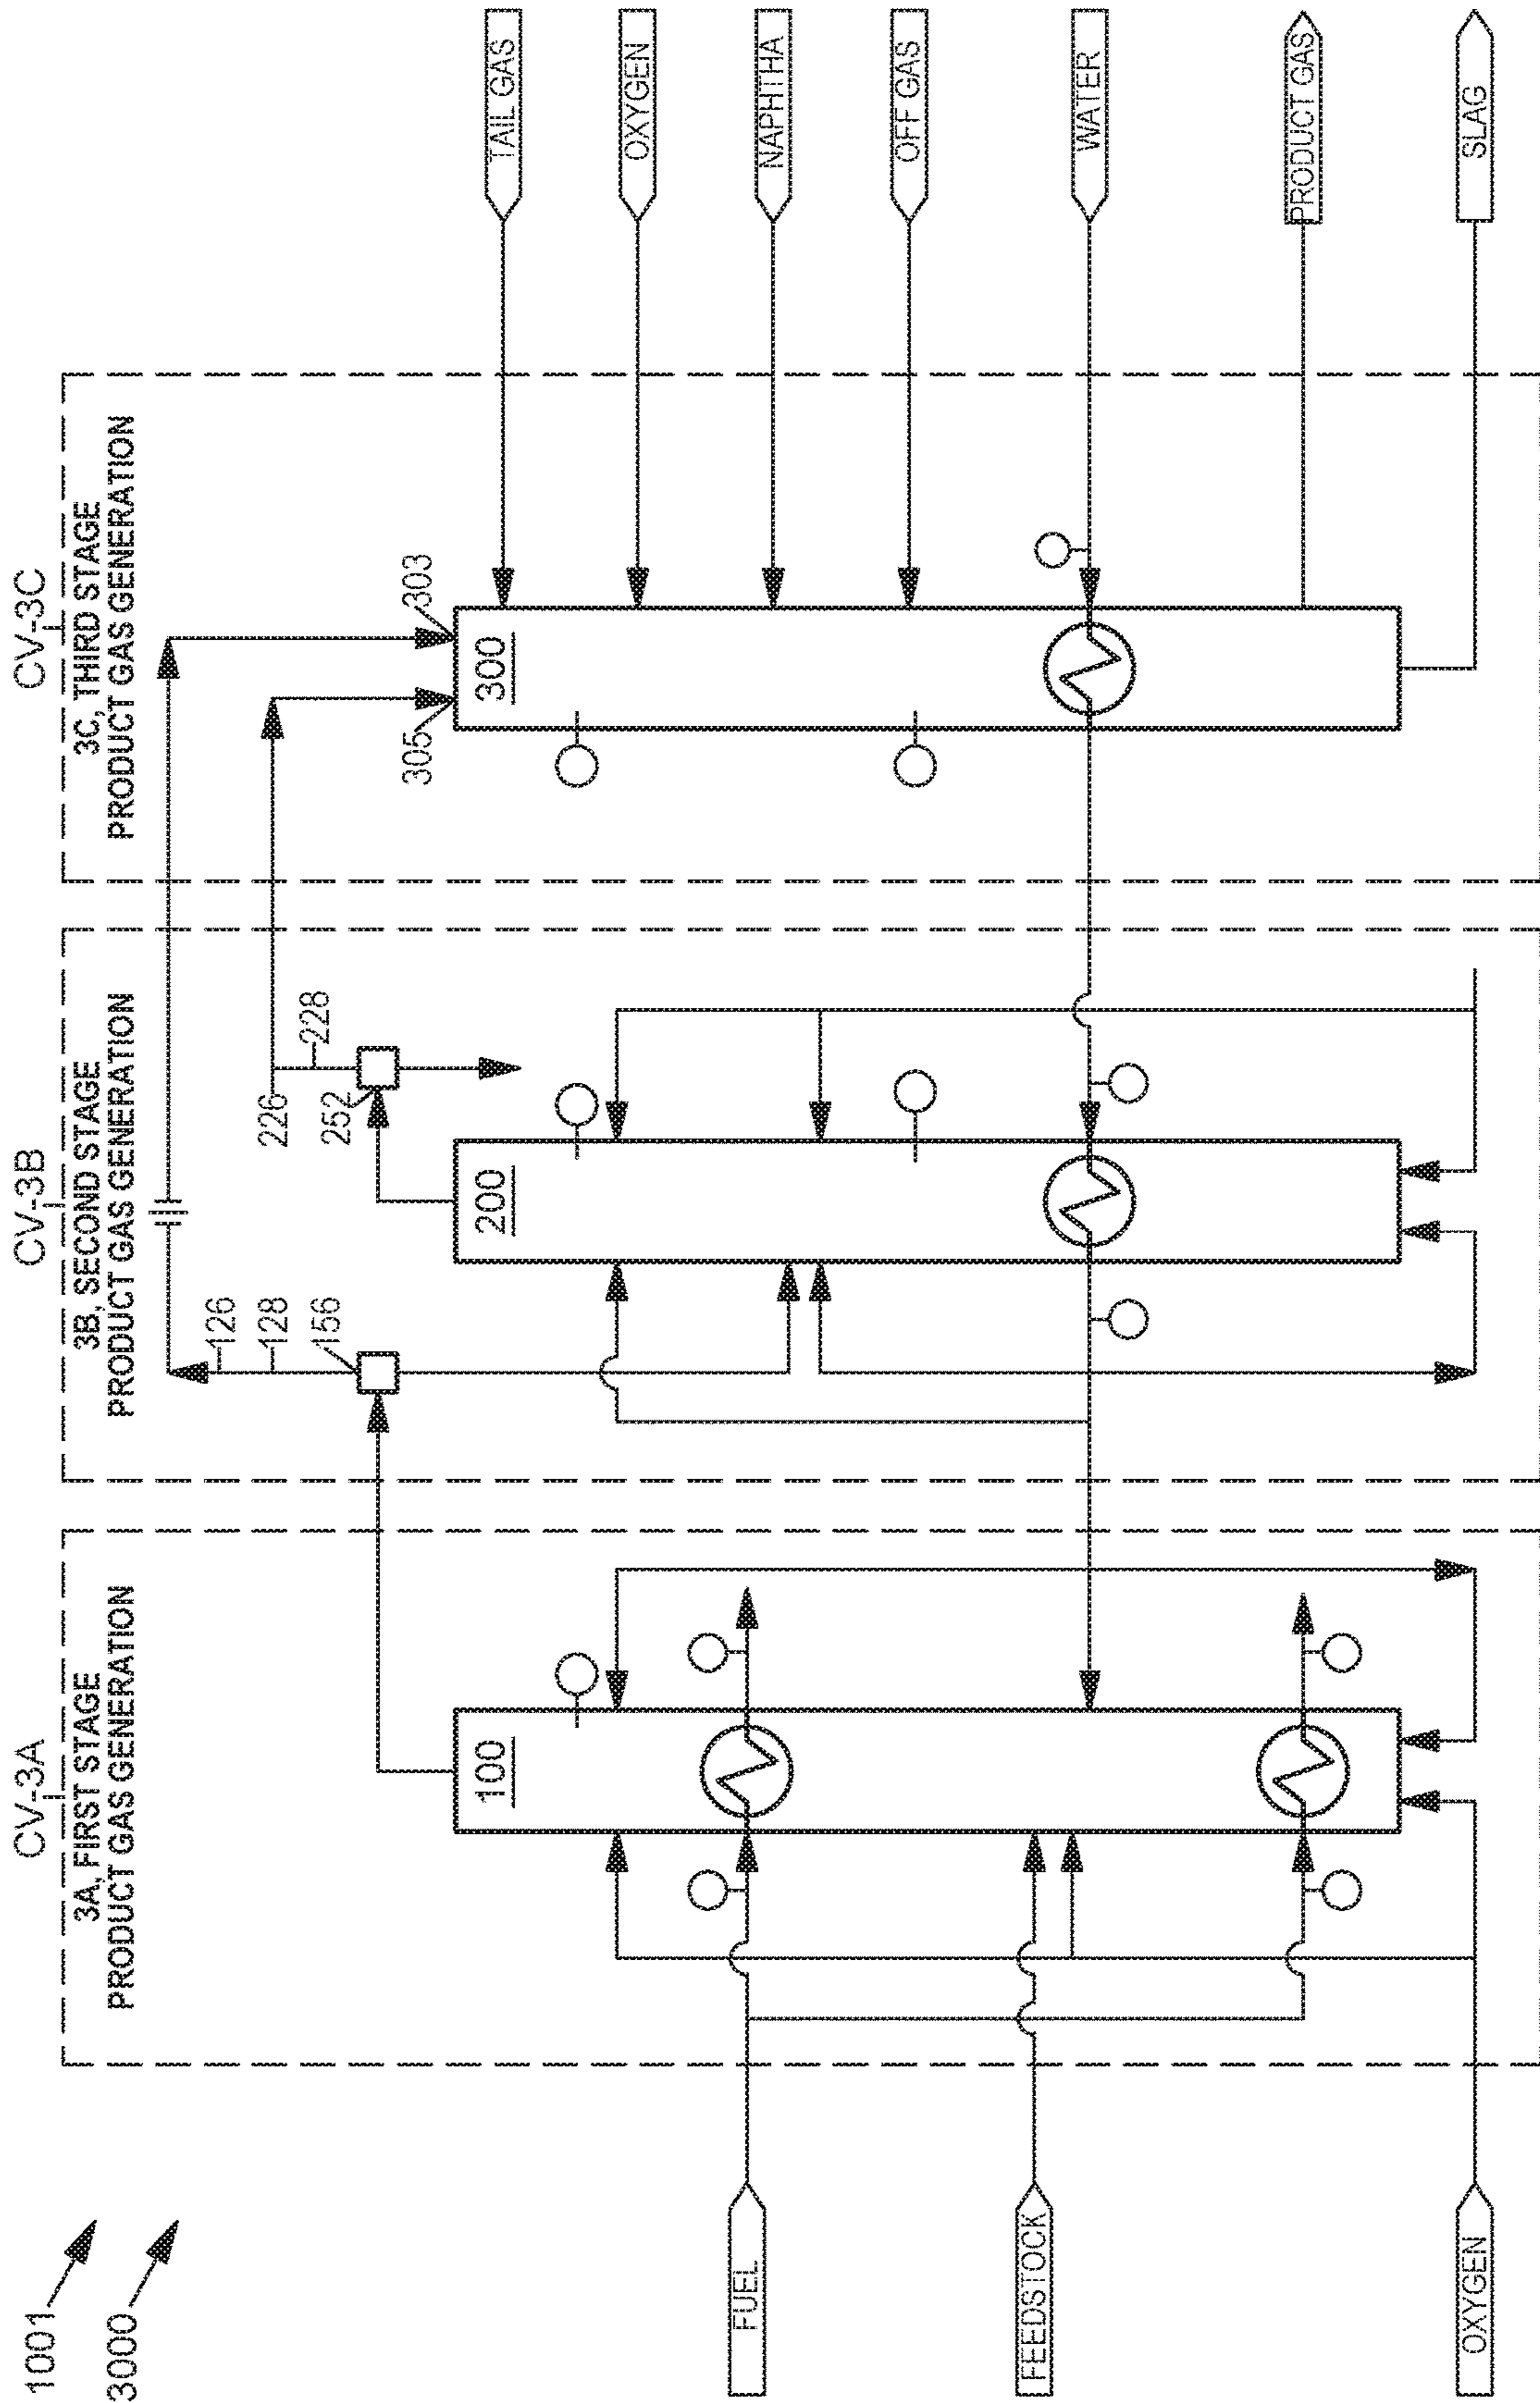 1001
3000
CV-3A
3A, FIRST STAGE
PRODUCT GAS GENERATION
CV-3B
3B, SECOND STAGE
PRODUCT GAS GENERATION
CV-3C
3C, THIRD STAGE
PRODUCT GAS GENERATION
FUEL
FEEDSTOCK
OXYGEN
100
126
128
156
200
226
228
252
300
303
305
TAIL GAS
OXYGEN
NAPHTHA
OFF GAS
WATER
PRODUCT GAS
SLAG